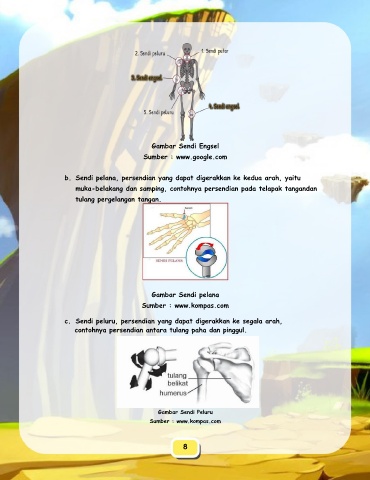 2. Sendi peluru
1. Sendi putar
3. Sendi engsel
4. Sendi engsel
5. Sendi peluru
Gambar Sendi Engsel
Sumber : www.google.com
b. Sendi pelana, persendian yang dapat digerakkan ke kedua arah, yaitu
muka-belakang dan samping, contohnya persendian pada telapak tangandan
tulang pergelangan tangan.
SENDI PELANA
Gambar Sendi pelana
Sumber : www.kompas.com
c. Sendi peluru, persendian yang dapat digerakkan ke segala arah,
contohnya persendian antara tulang paha dan pinggul.
tulang
belikat
humerus
Gambar Sendi Peluru
Sumber : www.kompas.com
8